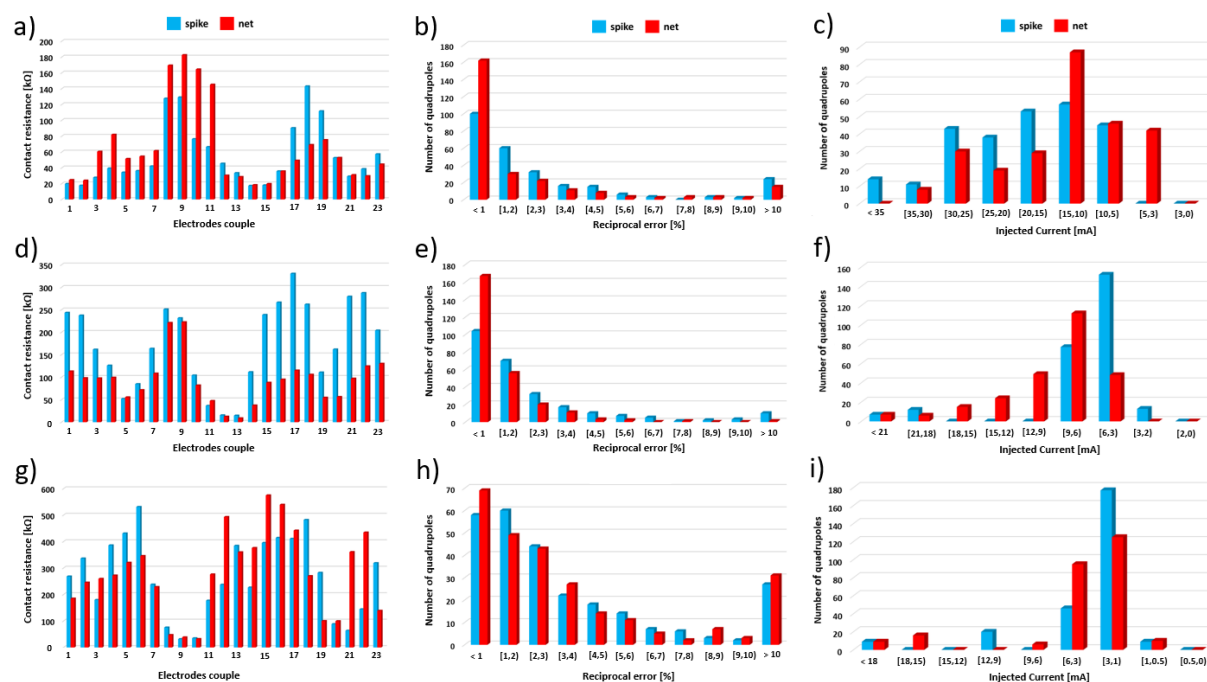 a)
spike net
Contact resistance [kΩ]
200
180
160
140
120
100
80
60
40
20
0
1 3 5 7 9 11 13 15 17 19 21 23
Electrodes couple
b)
spike net
Number of quadrupoles
180
160
140
120
100
80
60
40
20
0
< 1 [1,2) [2,3) [3,4) [4,5) [5,6) [6,7) [7,8) [8,9) [9,10) > 10
Reciprocal error [%]
c)
spike net
Number of quadrupoles
90
80
70
60
50
40
30
20
10
0
< 35 [35,30) [30,25) [25,20) [20,15) [15,10) [10,5) [5,3) [3,0)
Injected Current [mA]
d)
Contact resistance [kΩ]
350
300
250
200
150
100
50
0
1 3 5 7 9 11 13 15 17 19 21 23
Electrodes couple
e)
Number of quadrupoles
180
160
140
120
100
80
60
40
20
0
< 1 [1,2) [2,3) [3,4) [4,5) [5,6) [6,7) [7,8) [8,9) [9,10) > 10
Reciprocal error [%]
f)
Number of quadrupoles
160
140
120
100
80
60
40
20
0
< 21 [21,18) [18,15) [15,12) [12,9) [9,6) [6,3) [3,2) [2,0)
Injected Current [mA]
g)
Contact resistance [kΩ]
600
500
400
300
200
100
0
1 3 5 7 9 11 13 15 17 19 21 23
Electrodes couple
h)
Number of quadrupoles
70
60
50
40
30
20
10
0
< 1 [1,2) [2,3) [3,4) [4,5) [5,6) [6,7) [7,8) [8,9) [9,10) > 10
Reciprocal error [%]
i)
Number of quadrupoles
180
160
140
120
100
80
60
40
20
0
< 18 [18,15) [15,12) [12,9) [9,6) [6,3) [3,1) [1,0.5) [0.5,0)
Injected Current [mA]